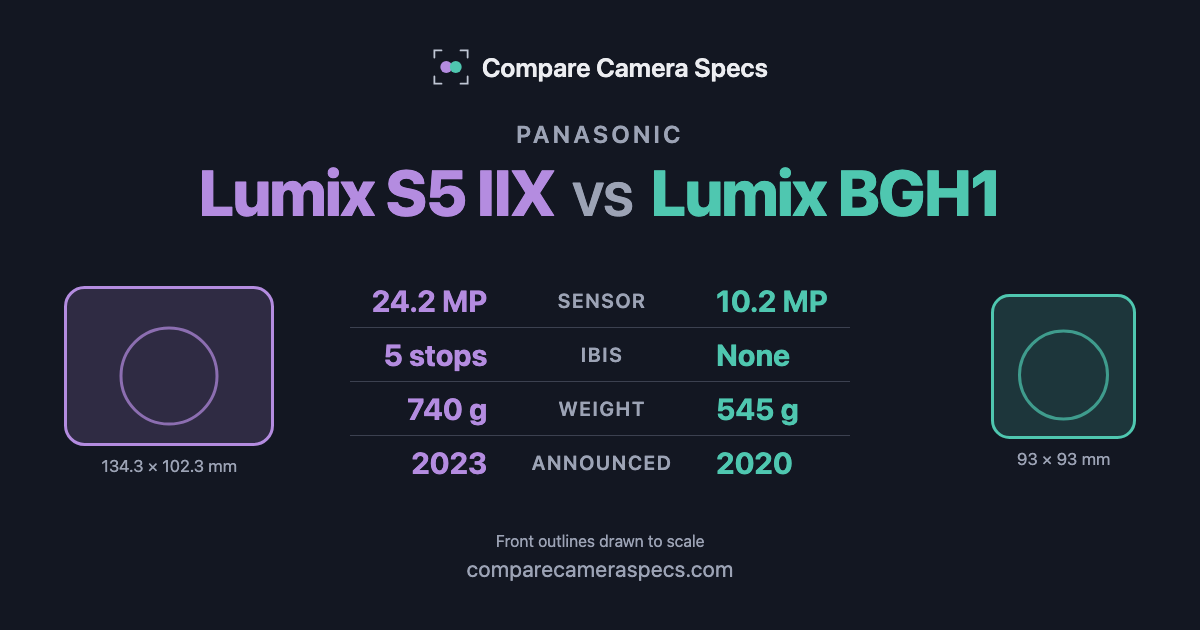 Compare Camera Specs
PANASONIC
Lumix S5 IIX vs Lumix BGH1
24.2 MP SENSOR 10.2 MP
5 stops IBIS None
740 g WEIGHT 545 g
2023 ANNOUNCED 2020
134.3 × 102.3 mm
93 × 93 mm
Front outlines drawn to scale
comparecameraspecs.com